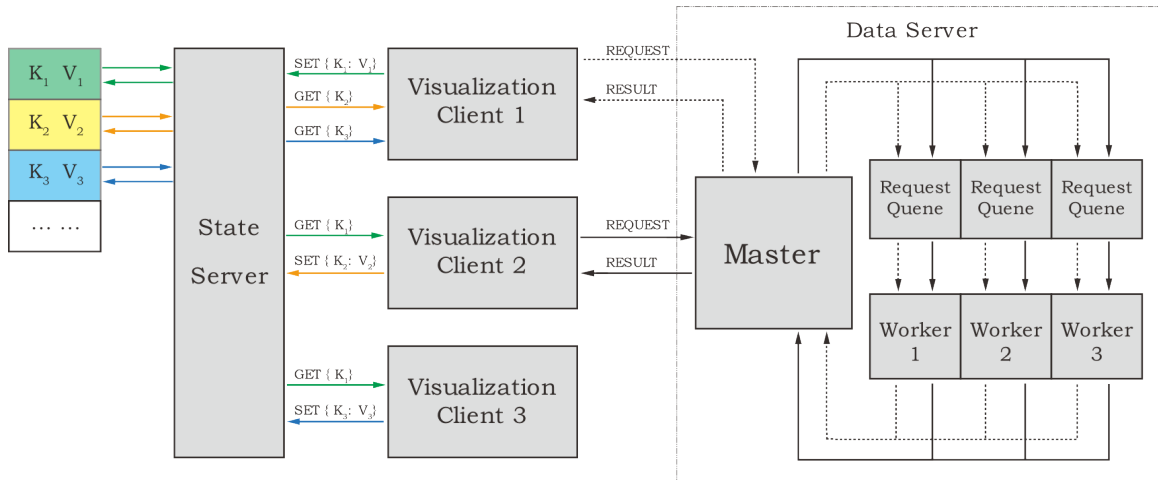 Data Server
K₁ V₁
K₂ V₂
K₃ V₃
... ...
State
Server
SET { K₁: V₁}
GET { K₂}
GET { K₃}
Visualization
Client 1
REQUEST
RESULT
GET { K₁}
SET { K₂: V₂}
Visualization
Client 2
REQUEST
RESULT
GET { K₁}
SET { K₃: V₃}
Visualization
Client 3
Master
Request
Quene
Request
Quene
Request
Quene
Worker
1
Worker
2
Worker
3